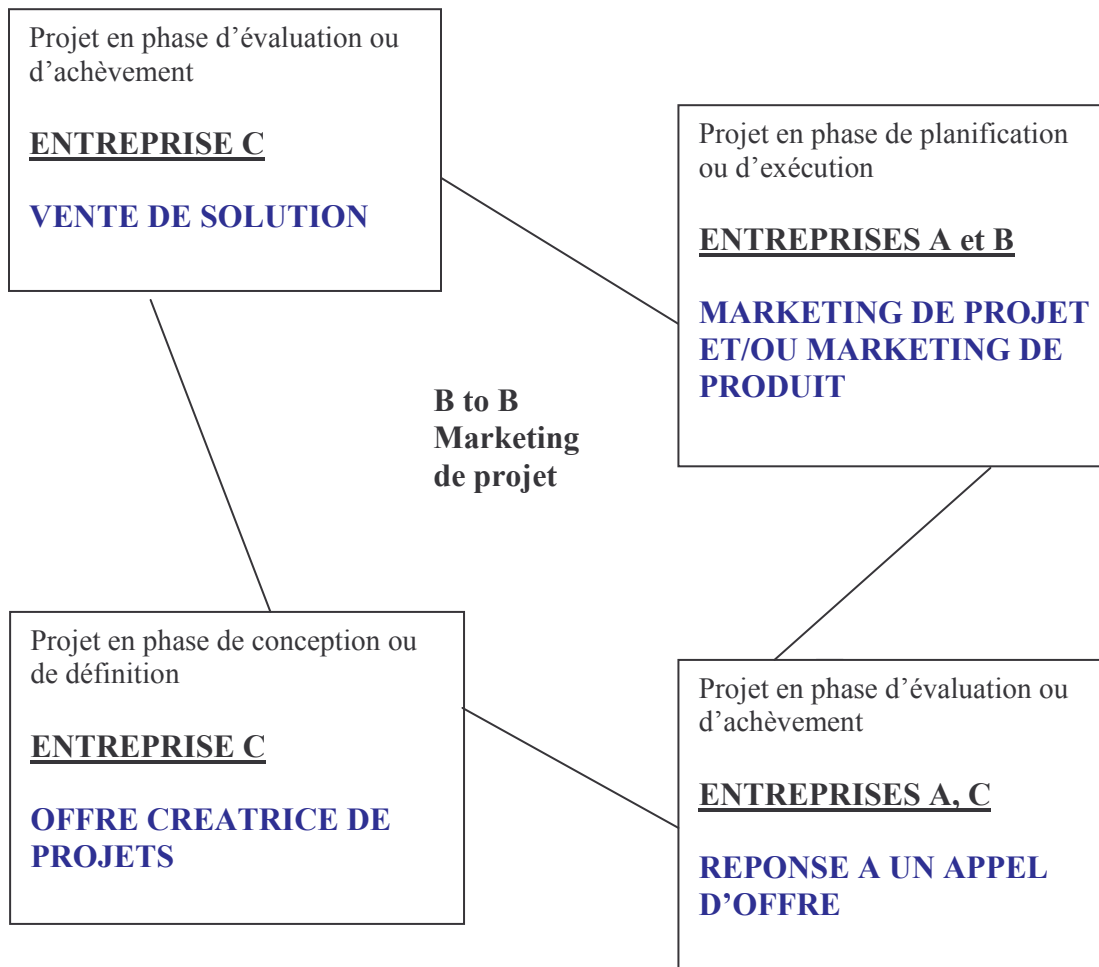 Projet en phase d’évaluation ou
d’achèvement
ENTREPRISE C
VENTE DE SOLUTION
Projet en phase de planification
ou d’exécution
ENTREPRISES A et B
MARKETING DE PROJET
ET/OU MARKETING DE
PRODUIT
B to B
Marketing
de projet
Projet en phase de conception ou
de définition
ENTREPRISE C
OFFRE CREATRICE DE
PROJETS
Projet en phase d’évaluation ou
d’achèvement
ENTREPRISES A, C
REPONSE A UN APPEL
D’OFFRE